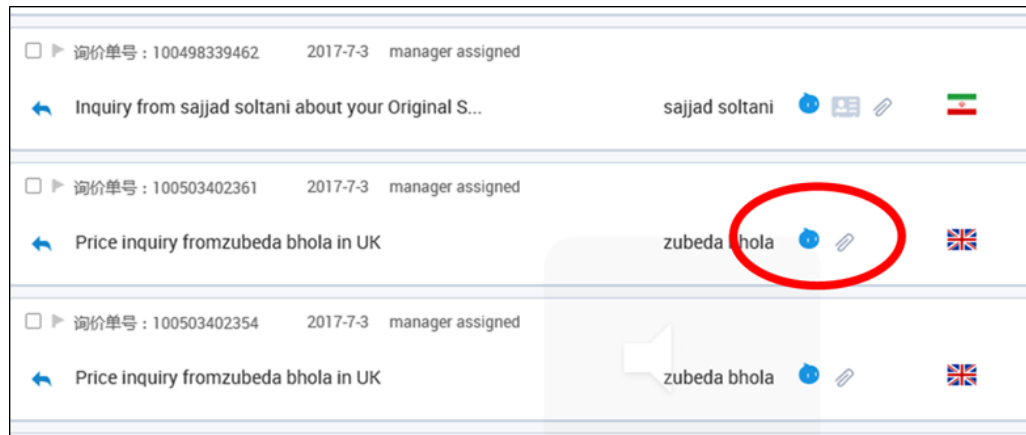 询价单号：100498339462 2017-7-3 manager assigned
Inquiry from sajjad soltani about your Original S... sajjad soltani
询价单号：100503402361 2017-7-3 manager assigned
Price inquiry fromzubeda bhola in UK zubeda bhola
询价单号：100503402354 2017-7-3 manager assigned
Price inquiry fromzubeda bhola in UK zubeda bhola